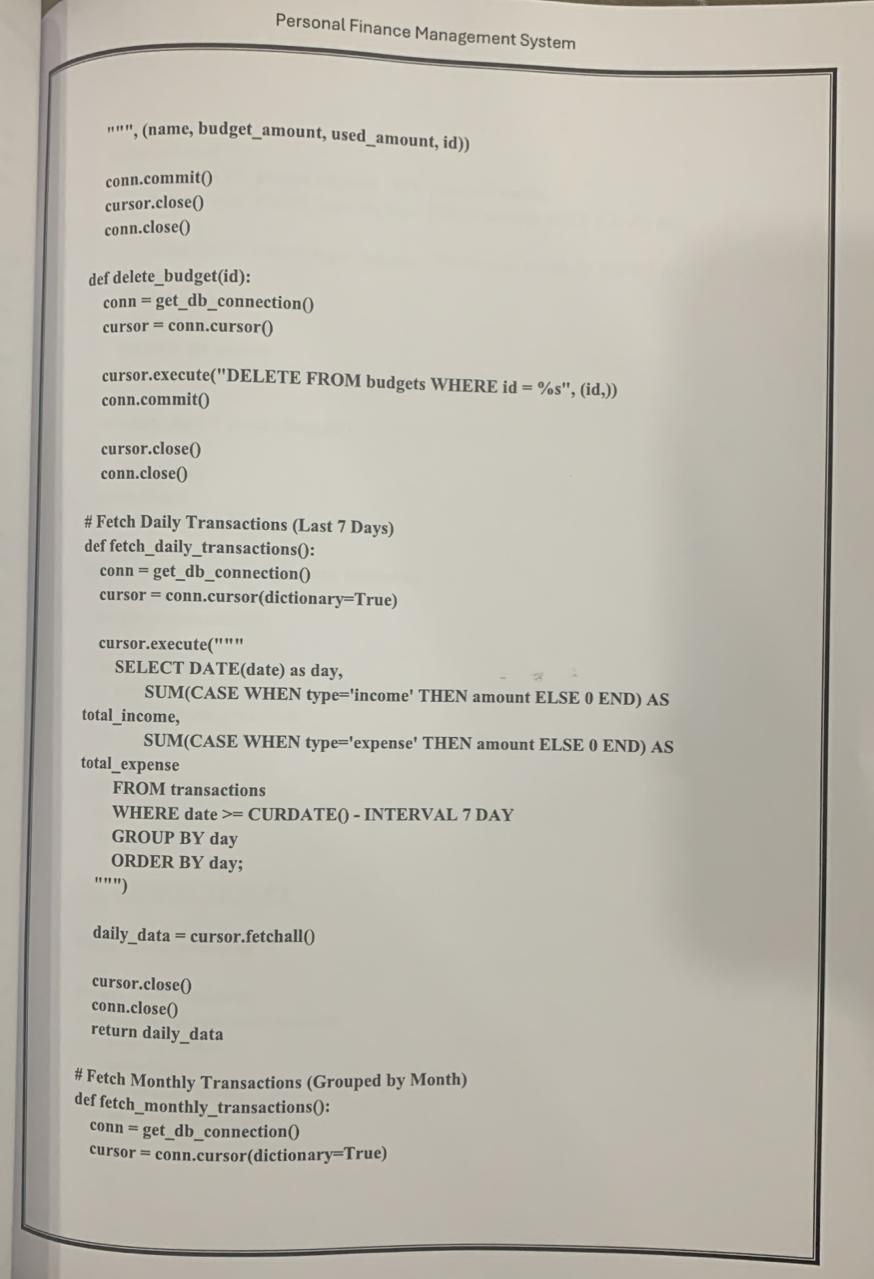 Personal Finance Management System
""", (name, budget_amount, used_amount, id))
conn.commit()
cursor.close()
conn.close()
def delete_budget(id):
conn = get_db_connection()
cursor = conn.cursor()
cursor.execute("DELETE FROM budgets WHERE id = %s", (id,))
conn.commit()
cursor.close()
conn.close()
# Fetch Daily Transactions (Last 7 Days)
def fetch_daily_transactions():
conn = get_db_connection()
cursor = conn.cursor(dictionary=True)
cursor.execute("""
SELECT DATE(date) as day,
SUM(CASE WHEN type='income' THEN amount ELSE 0 END) AS
total_income,
SUM(CASE WHEN type='expense' THEN amount ELSE 0 END) AS
total_expense
FROM transactions
WHERE date >= CURDATE() - INTERVAL 7 DAY
GROUP BY day
ORDER BY day;
""")
daily_data = cursor.fetchall()
cursor.close()
conn.close()
return daily_data
# Fetch Monthly Transactions (Grouped by Month)
def fetch_monthly_transactions():
conn = get_db_connection()
cursor = conn.cursor(dictionary=True)